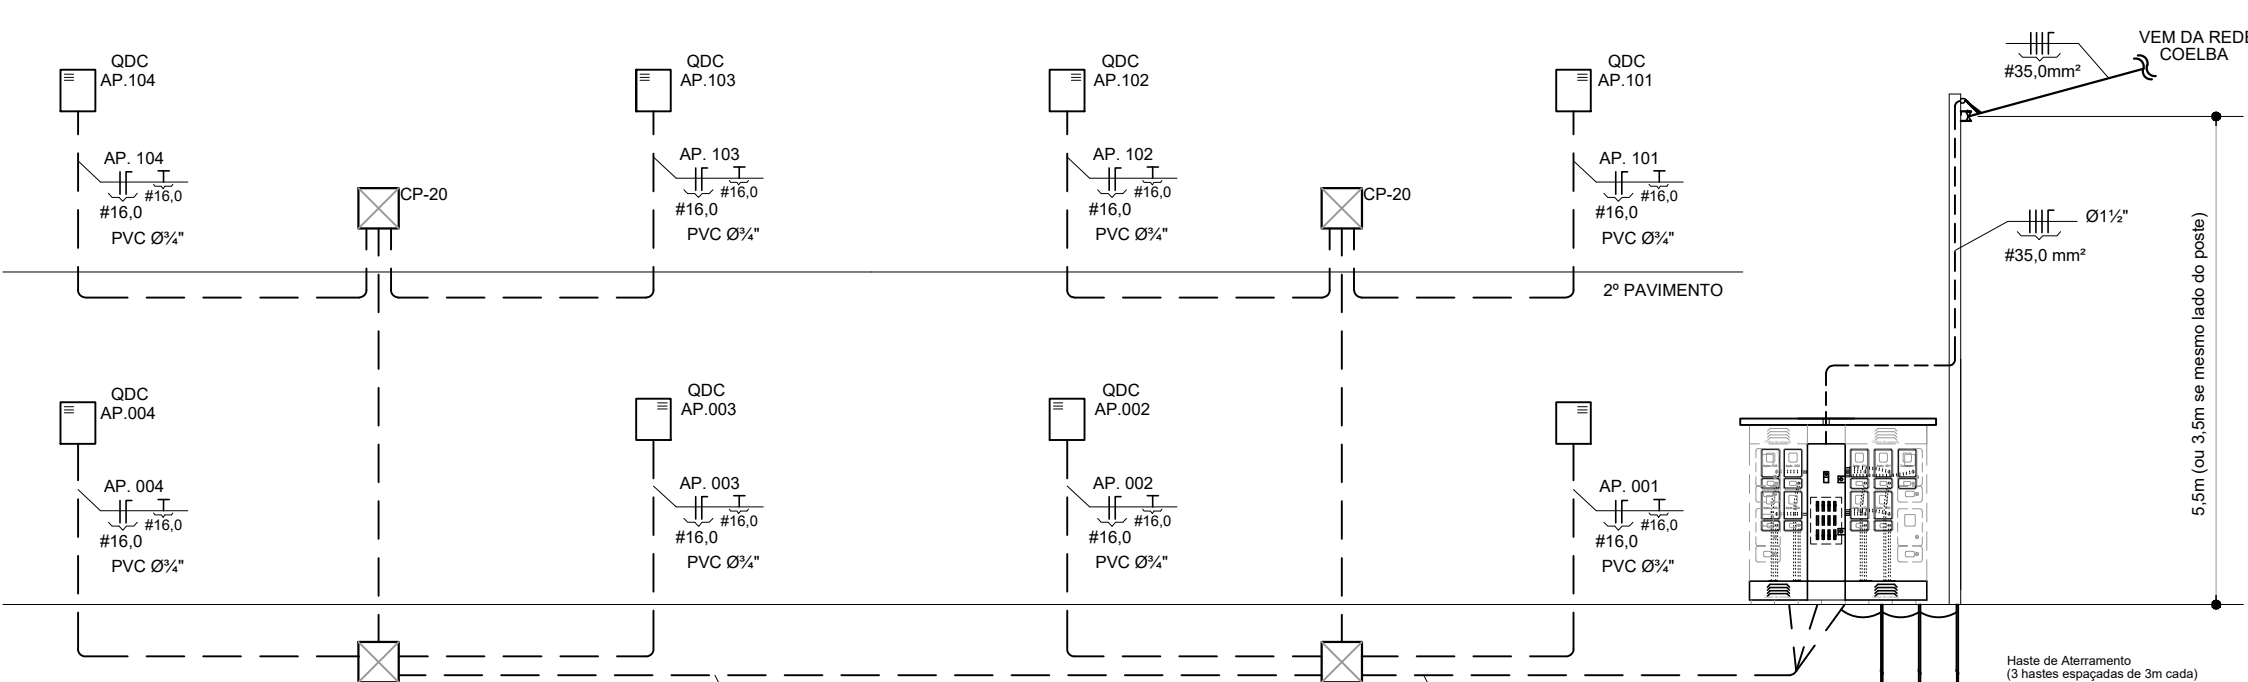 QDC
AP.104
QDC
AP.103
QDC
AP.102
QDC
AP.101
#35,0mm²
VEM DA REDE
COELBA
AP. 104
#16,0
#16,0
PVC Ø¾"
CP-20
AP. 103
#16,0
#16,0
PVC Ø¾"
AP. 102
#16,0
#16,0
PVC Ø¾"
CP-20
AP. 101
#16,0
#16,0
PVC Ø¾"
Ø1½"
#35,0 mm²
2º PAVIMENTO
5,5m (ou 3,5m se mesmo lado do poste)
QDC
AP.004
QDC
AP.003
QDC
AP.002
AP. 004
#16,0
#16,0
PVC Ø¾"
AP. 003
#16,0
#16,0
PVC Ø¾"
AP. 002
#16,0
#16,0
PVC Ø¾"
AP. 001
#16,0
#16,0
PVC Ø¾"
Haste de Aterramento
(3 hastes espaçadas de 3m cada)